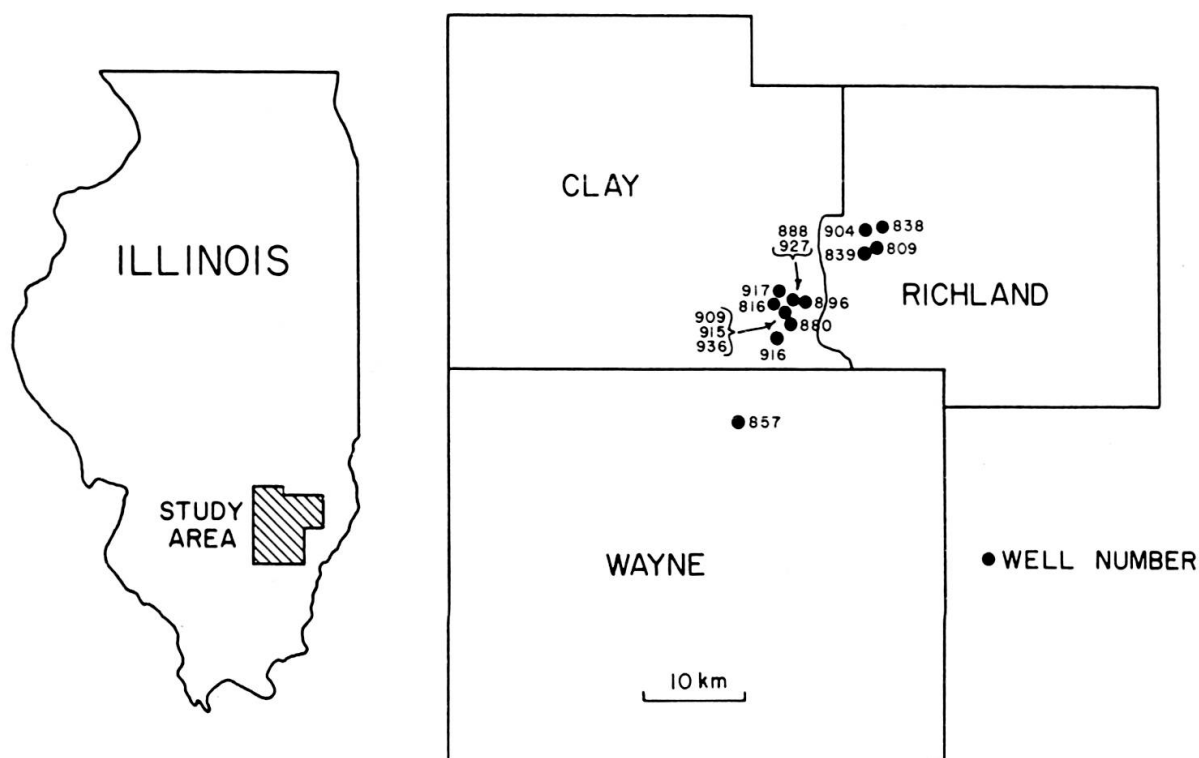 ILLINOIS
STUDY
AREA
CLAY
888
927
904
838
839
809
917
816
896
909
915
936
880
916
RICHLAND
857
WAYNE
WELL NUMBER
10 km